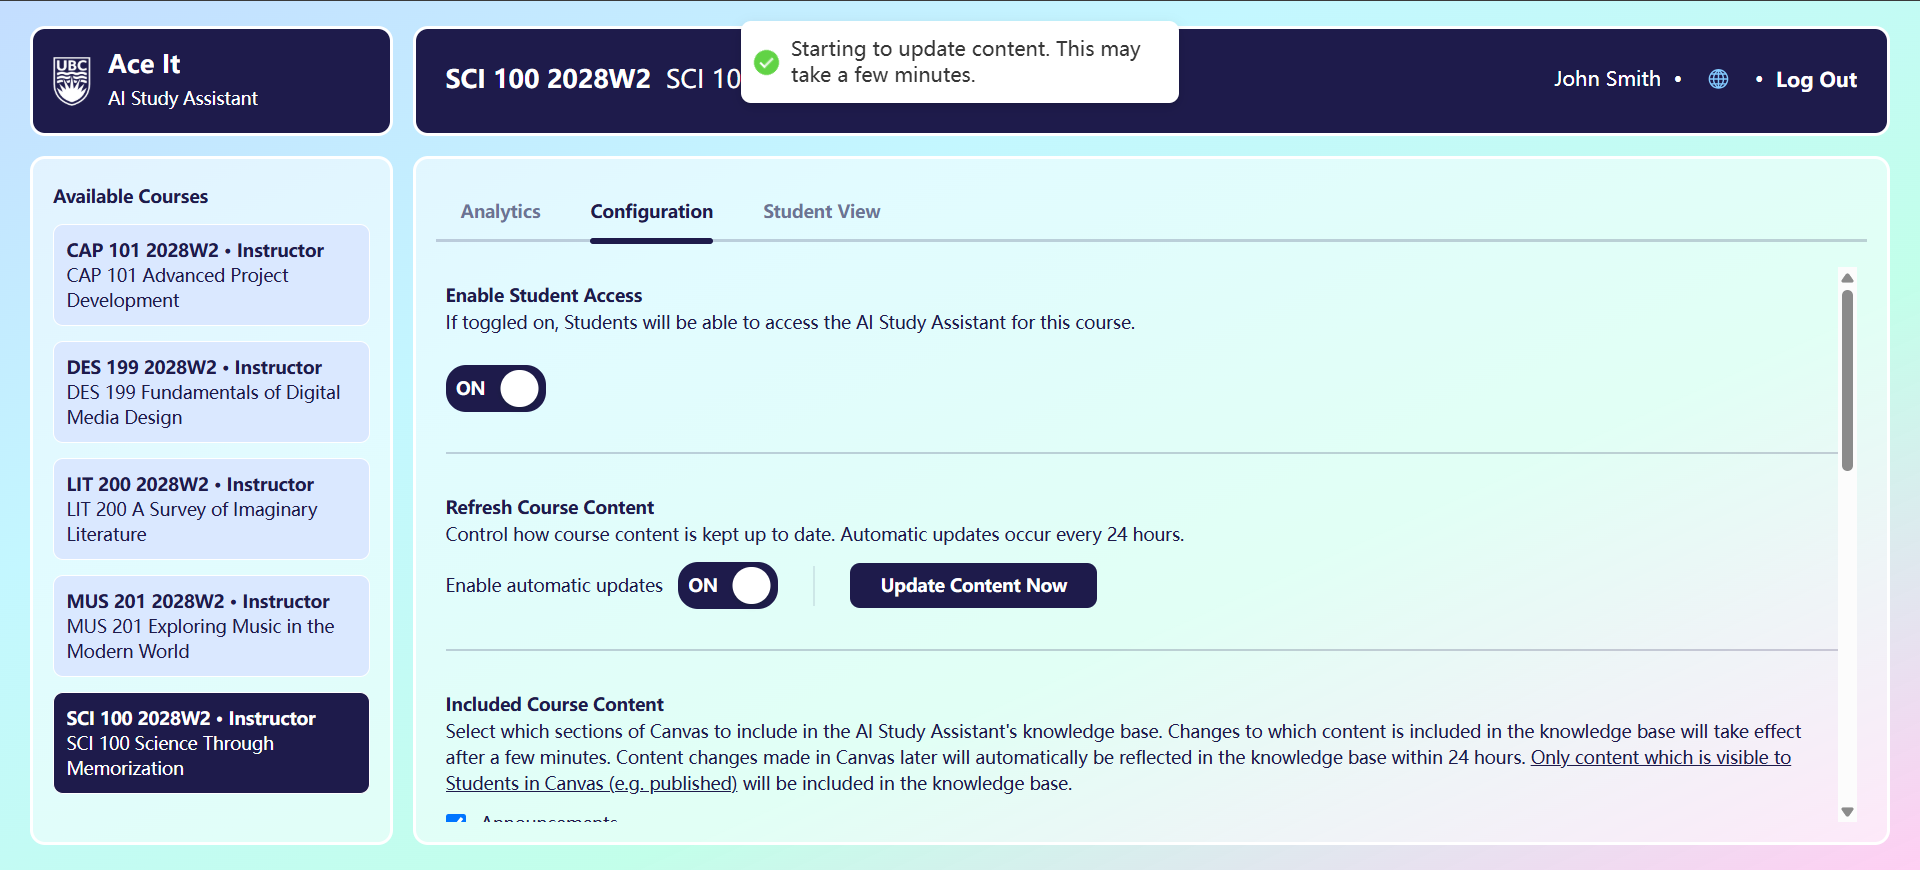 UBC
Ace It
AI Study Assistant
SCI 100 2028W2 SCI 10
Starting to update content. This may
take a few minutes.
John Smith •
• Log Out
Available Courses
CAP 101 2028W2 • Instructor
CAP 101 Advanced Project
Development
DES 199 2028W2 • Instructor
DES 199 Fundamentals of Digital
Media Design
LIT 200 2028W2 • Instructor
LIT 200 A Survey of Imaginary
Literature
MUS 201 2028W2 • Instructor
MUS 201 Exploring Music in the
Modern World
SCI 100 2028W2 • Instructor
SCI 100 Science Through
Memorization
Analytics
Configuration
Student View
Enable Student Access
If toggled on, Students will be able to access the AI Study Assistant for this course.
ON
Refresh Course Content
Control how course content is kept up to date. Automatic updates occur every 24 hours.
Enable automatic updates
ON
Update Content Now
Included Course Content
Select which sections of Canvas to include in the AI Study Assistant's knowledge base. Changes to which content is included in the knowledge base will take effect
after a few minutes. Content changes made in Canvas later will automatically be reflected in the knowledge base within 24 hours. Only content which is visible to
Students in Canvas (e.g. published) will be included in the knowledge base.
Announcements